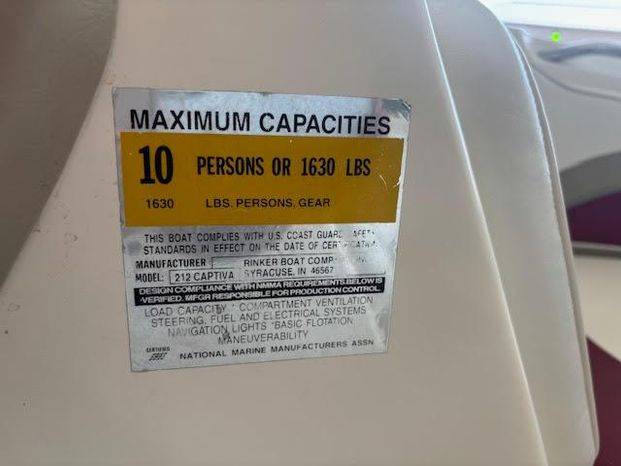 MAXIMUM CAPACITIES
10 PERSONS OR 1630 LBS
1630 LBS. PERSONS, GEAR
THIS BOAT COMPLIES WITH U.S. COAST GUARD
STANDARDS IN EFFECT ON THE DATE OF
MANUFACTURER RINKER BOAT
MODEL: 212 CAPTIVA SYRACUSE, IN 46567
DESIGN COMPLIANCE WITH NMMA REQUIREMENTS BELOW IS
VERIFIED. MFGR RESPONSIBLE FOR PRODUCTION CONTROL.
LOAD CAPACITY * COMPARTMENT VENTILATION
STEERING, FUEL AND ELECTRICAL SYSTEMS
NAVIGATION LIGHTS *BASIC FLOTATION
MANEUVERABILITY
NATIONAL MARINE MANUFACTURERS ASSN